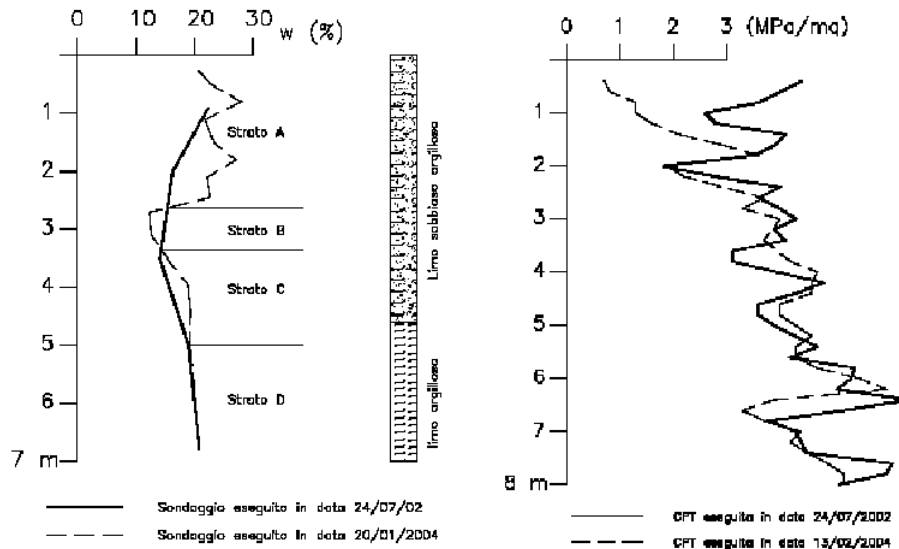 0 10 20 30 w (%)
1
2
3
4
5
6
7 m
Strato A
Strato B
Strato C
Strato D
Limo sabbioso argilloso
limo argilloso
Sondaggio eseguito in data 24/07/02
Sondaggio eseguito in data 20/01/2004
0 1 2 3 (MPa/mq)
1
2
3
4
5
6
7
8 m
CPT eseguita in data 24/07/2002
CPT eseguita in data 13/02/2004